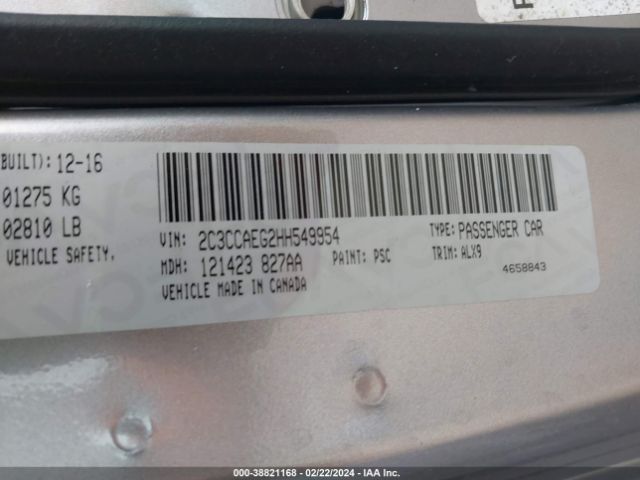 BUILT): 12-16
01275 KG
02810 LB
VEHICLE SAFETY,
VIN: 2C3CCAEG2HH549954
TYPE: PASSENGER CAR
MDH: 121423 827AA
PAINT: PSC
TRIM: ALX9
VEHICLE MADE IN CANADA
4658843
000-38821168 - 02/22/2024 - IAA Inc.